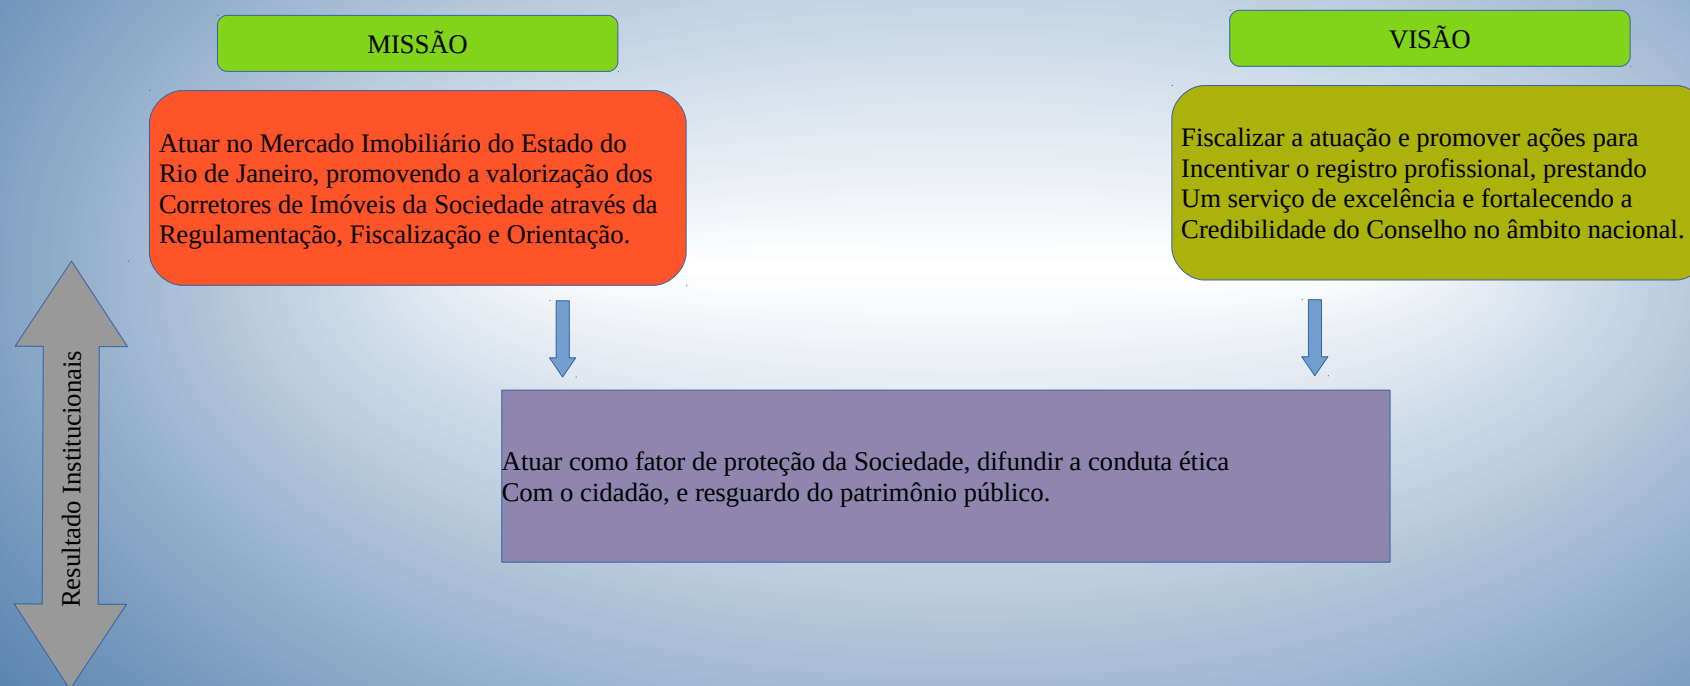 MISSÃO
Atuar no Mercado Imobiliário do Estado do
Rio de Janeiro, promovendo a valorização dos
Corretores de Imóveis da Sociedade através da
Regulamentação, Fiscalização e Orientação.
VISÃO
Fiscalizar a atuação e promover ações para
Incentivar o registro profissional, prestando
Um serviço de excelência e fortalecendo a
Credibilidade do Conselho no âmbito nacional.
Resultado Institucionais
Atuar como fator de proteção da Sociedade, difundir a conduta ética
Com o cidadão, e resguardo do patrimônio público.